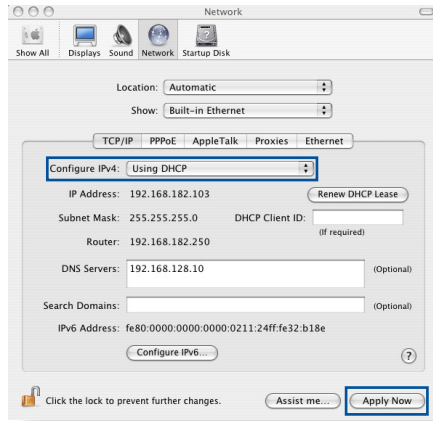 Network
Show All Displays Sound Network Startup Disk
Location: Automatic
Show: Built-in Ethernet
TCP/IP PPPoE AppleTalk Proxies Ethernet
Configure IPv4: Using DHCP
IP Address: 192.168.182.103 Renew DHCP Lease
Subnet Mask: 255.255.255.0 DHCP Client ID:
(If required)
Router: 192.168.182.250
DNS Servers: 192.168.128.10 (Optional)
Search Domains: (Optional)
IPv6 Address: fe80:0000:0000:0000:0211:24ff:fe32:b18e
Configure IPv6... ?
Click the lock to prevent further changes. Assist me... Apply Now